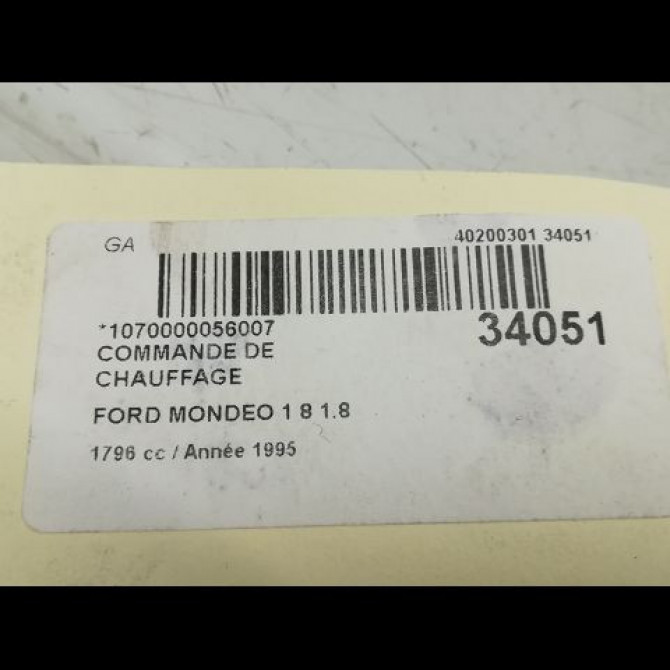 GA
40200301 34051
*1070000056007
34051
COMMANDE DE
CHAUFFAGE
FORD MONDEO 1 8 1.8
1796 cc / Année 1995